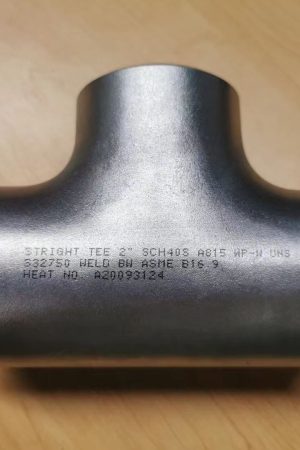 STRIGHT TEE 2" SCH40S A815 WP-W UNS
S32750 WELD BW ASME B16.9
HEAT NO. A20093124